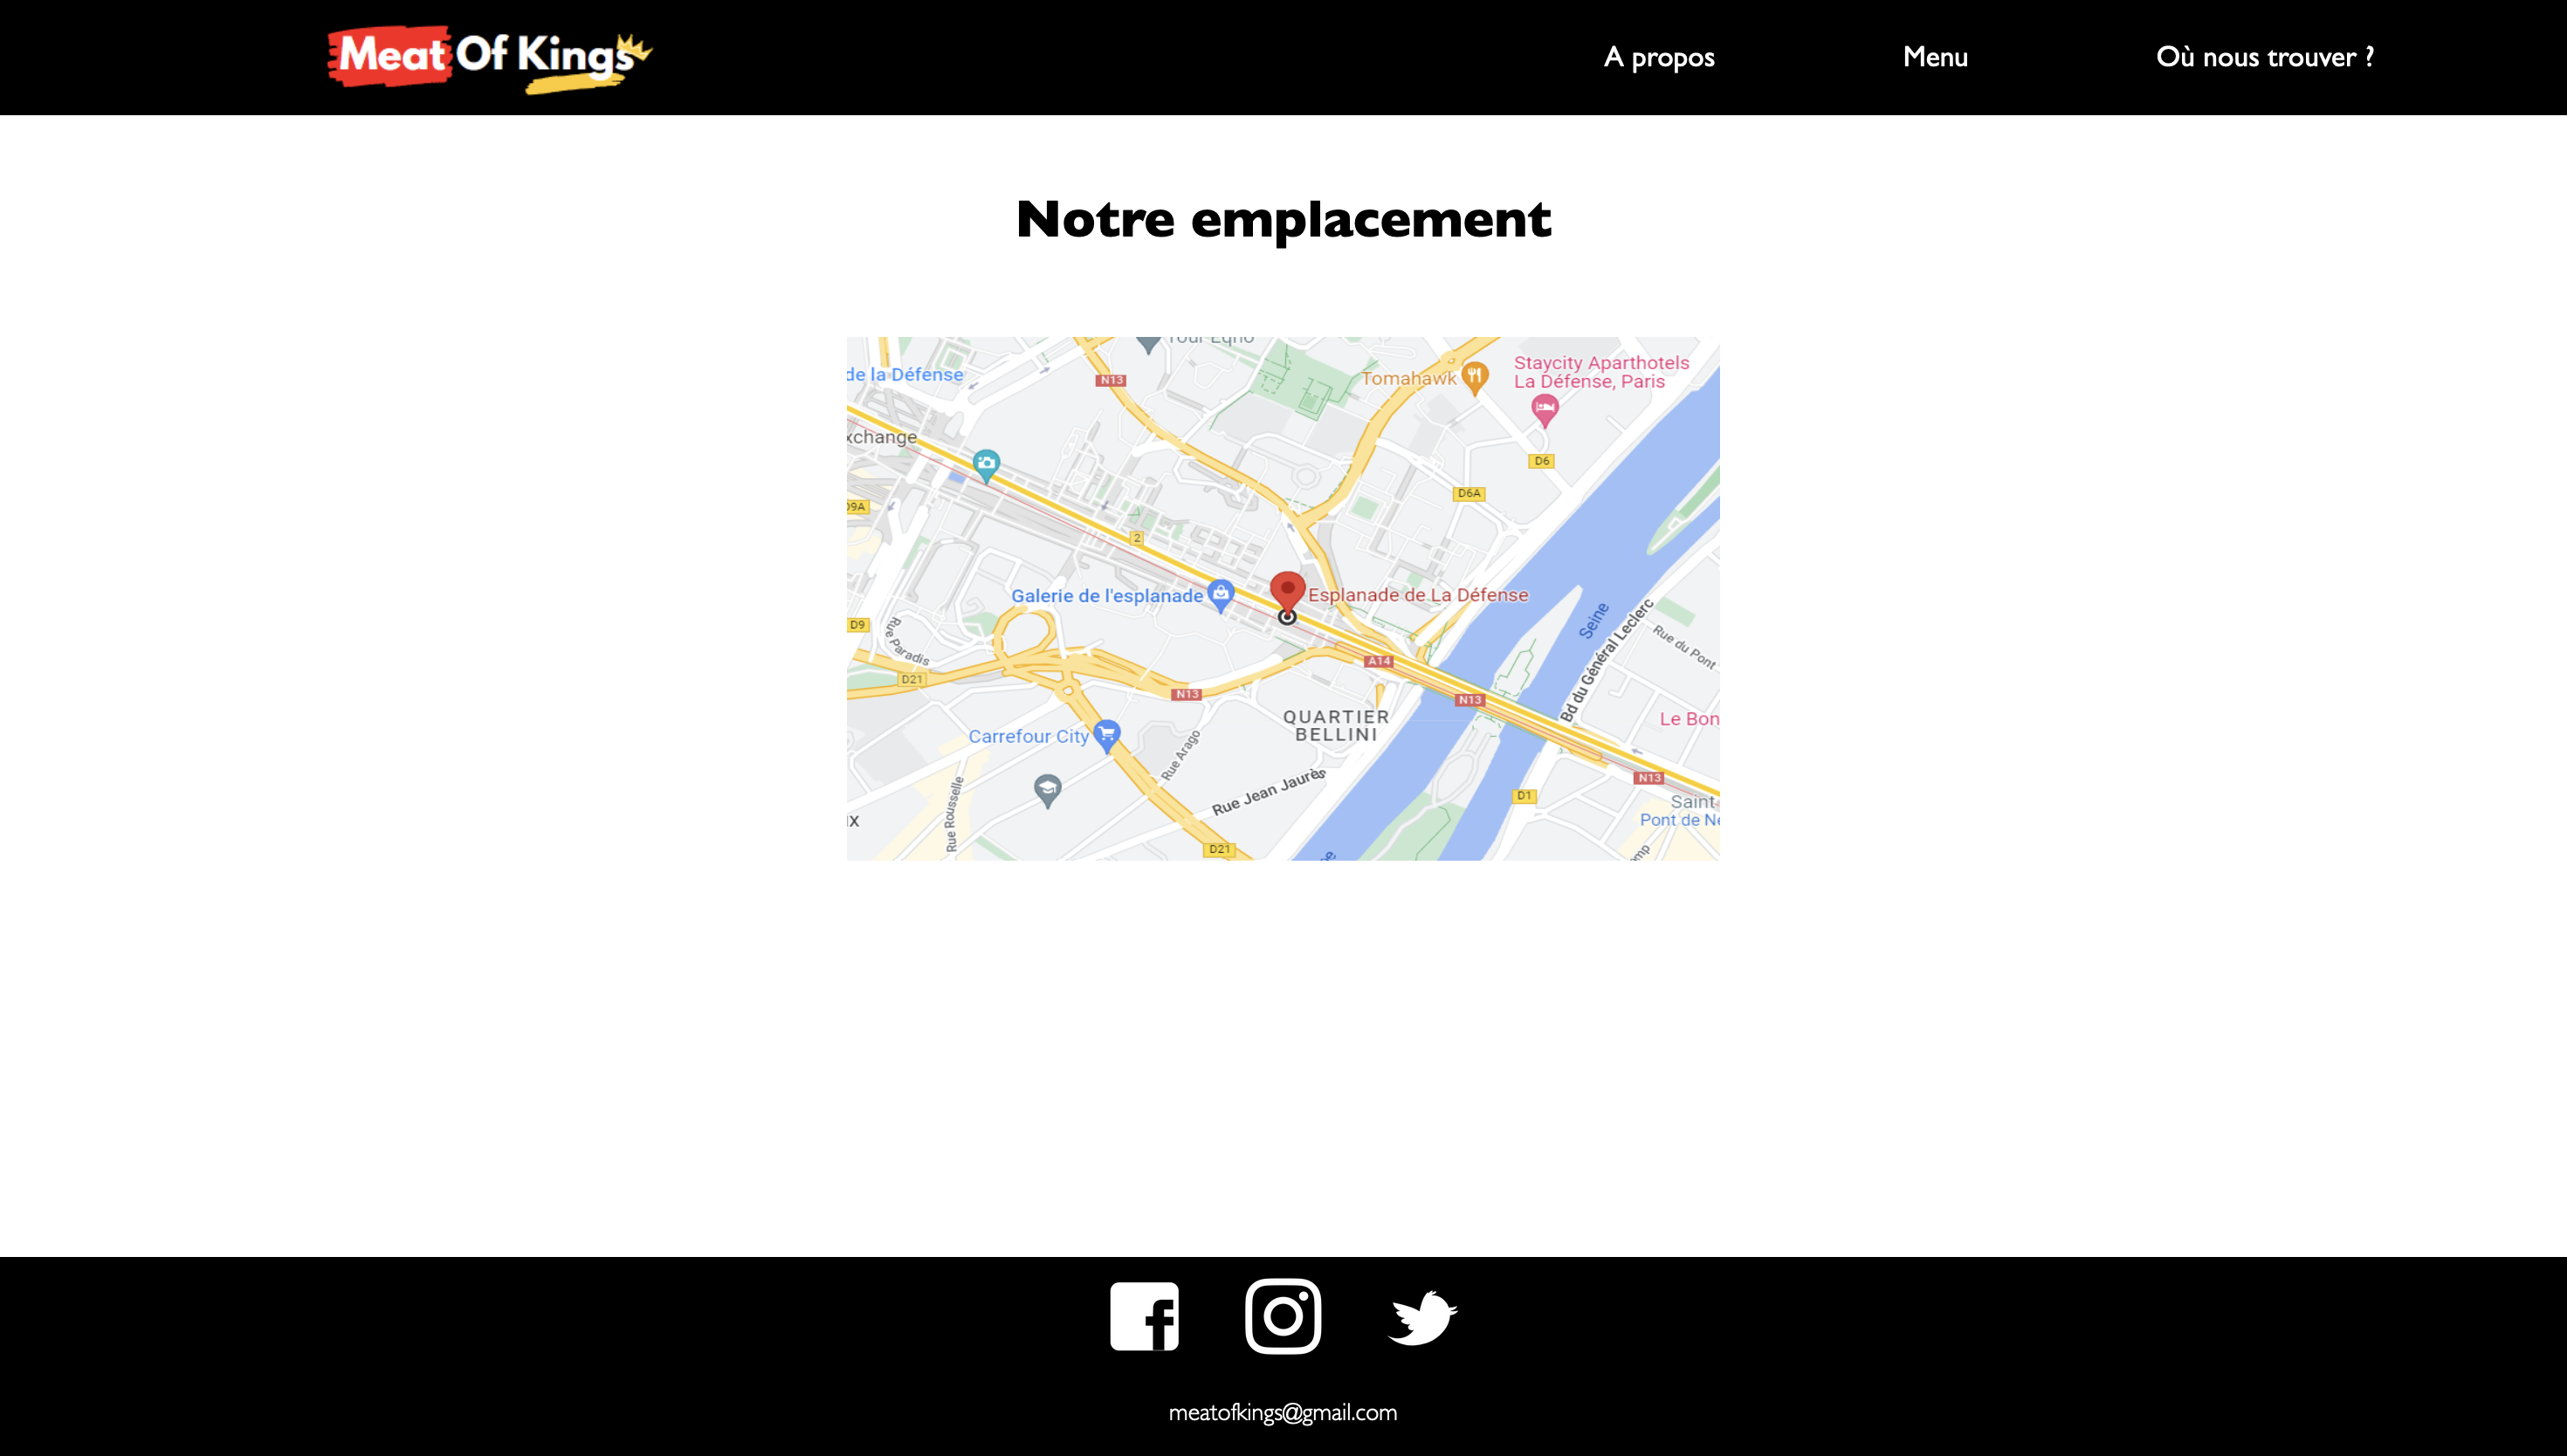 Meat Of Kings
A propos
Menu
Où nous trouver ?
Notre emplacement
Tour Eqho
de la Défense
N13
Tomahawk
Staycity Aparthotels
La Défense, Paris
xchange
D6
D6A
D9A
2
Galerie de l'esplanade
Esplanade de La Défense
D9
Rue Paradis
Seine
Bd du Général Leclerc
Rue du Pont
D21
A14
N13
N13
QUARTIER
BELLINI
Le Bon
Carrefour City
Rue Arago
N13
Rue Jean Jaurès
Rue Rousselle
D1
Saint
Pont de Ne
IX
D21
meatofkings@gmail.com